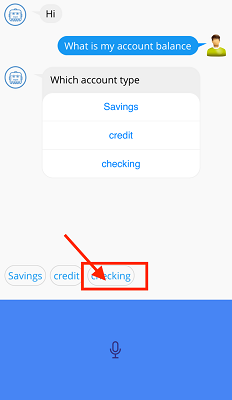 Hi
What is my account balance
Which account type
Savings
credit
checking
Savings credit checking